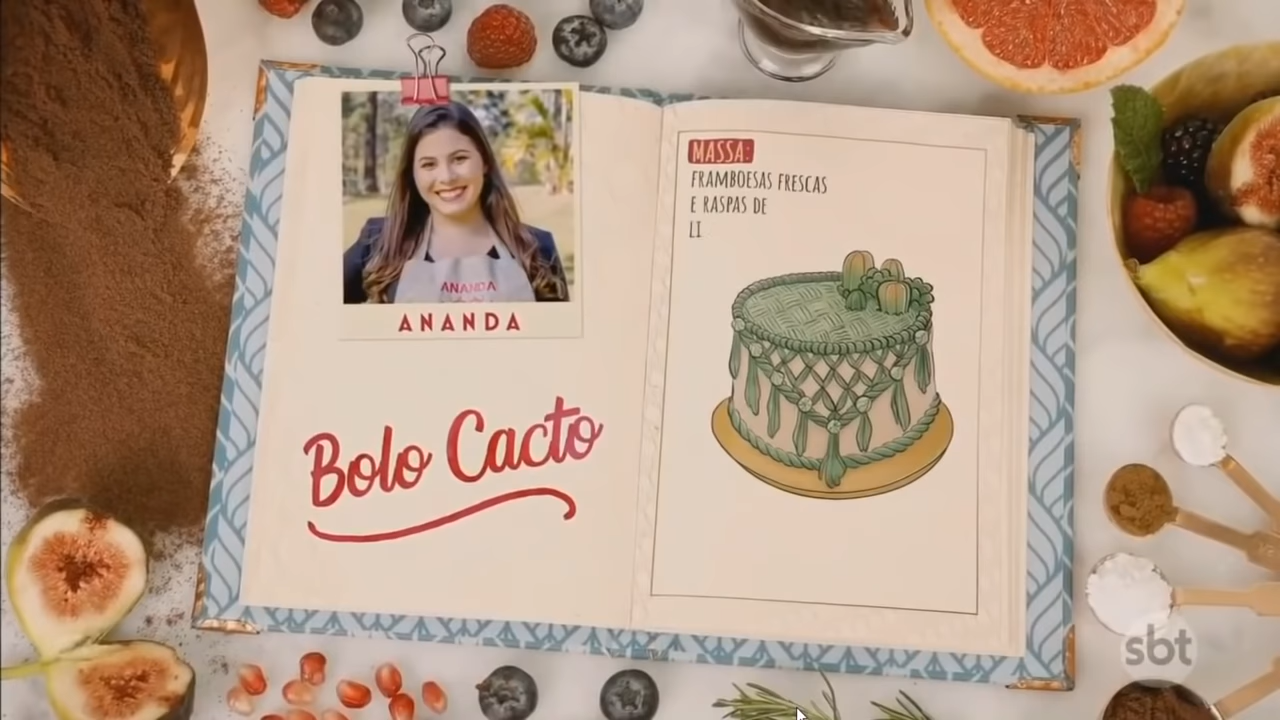 ANANDA
ANANDA
Bolo Cacto
MASSA:
FRAMBOESAS FRESCAS
E RASPAS DE
LI
sbt